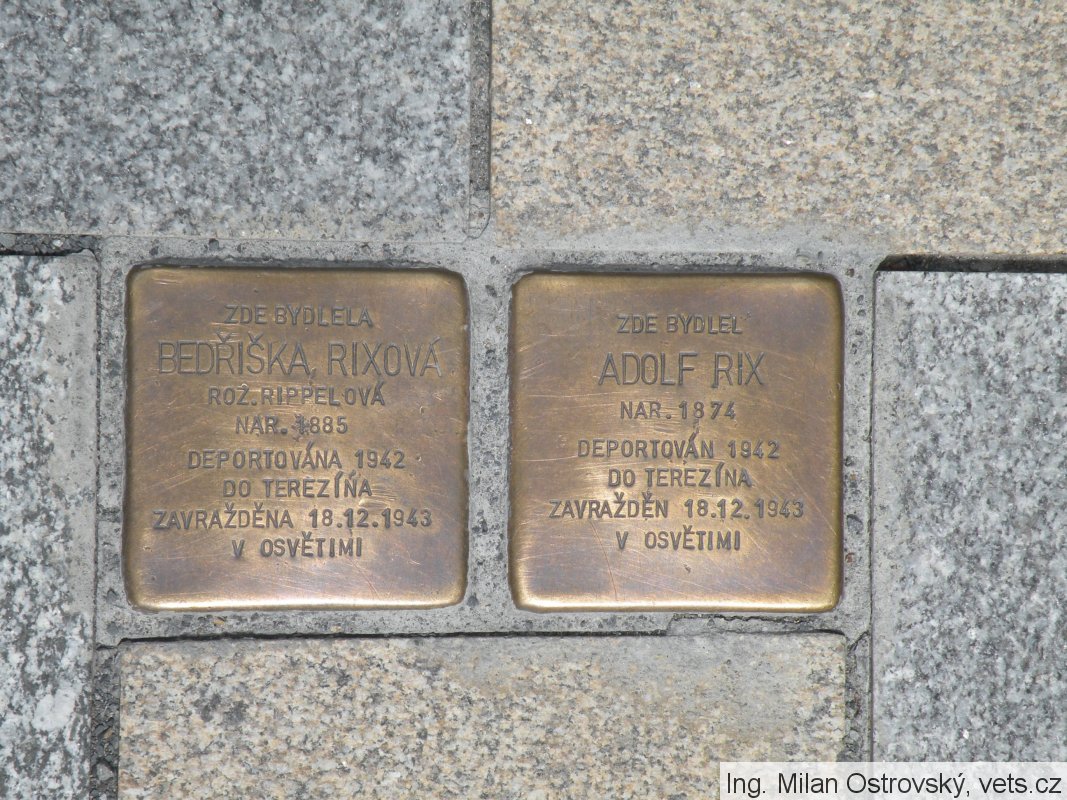 ZDE BYDLELA
BEDŘIŠKA RIXOVÁ
ROZ. RIPPELOVÁ
NAR. 1885
DEPORTOVÁNA 1942
DO TEREZÍNA
ZAVRAŽDĚNA 18.12.1943
V OSVĚTIMI
ZDE BYDLEL
ADOLF RIX
NAR. 1874
DEPORTOVÁN 1942
DO TEREZÍNA
ZAVRAŽDĚN 18.12.1943
V OSVĚTIMI
Ing. Milan Ostrovský, vets.cz